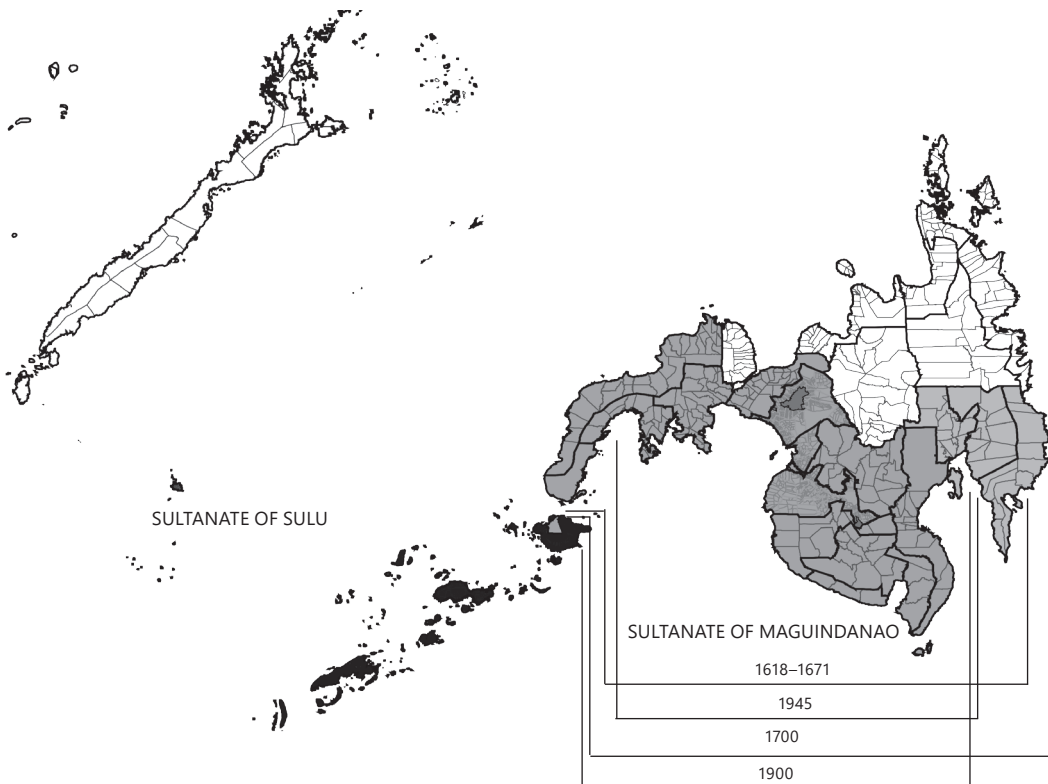 SULTANATE OF SULU
SULTANATE OF MAGUINDANAO
1618–1671
1945
1700
1900